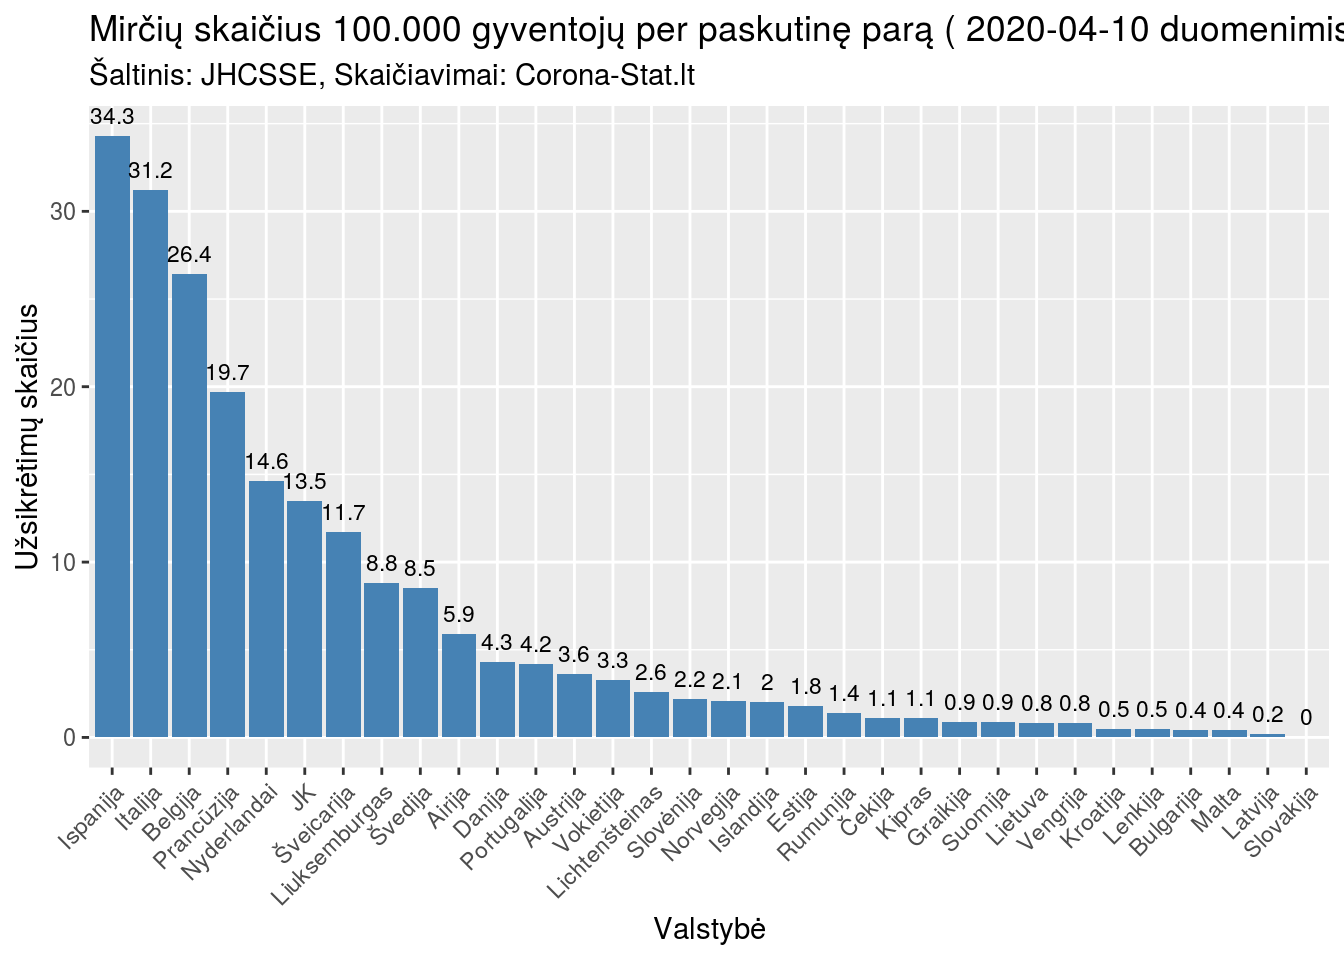 Mirčių skaičius 100.000 gyventojų per paskutinę parą ( 2020-04-10 duomenimis
Šaltinis: JHCSSE, Skaičiavimai: Corona-Stat.lt
Užsikrėtimų skaičius
30
20
10
0
34.3
31.2
26.4
19.7
14.6
13.5
11.7
8.8
8.5
5.9
4.3
4.2
3.6
3.3
2.6
2.2
2.1
2
1.8
1.4
1.1
1.1
0.9
0.9
0.8
0.8
0.5
0.5
0.4
0.4
0.2
0
Ispanija
Italija
Belgija
Prancūzija
Nyderlandai
JK
Šveicarija
Liuksemburgas
Švedija
Airija
Danija
Portugalija
Austrija
Vokietija
Lichtenšteinas
Slovėnija
Norvegija
Islandija
Estija
Rumunija
Čekija
Kipras
Graikija
Suomija
Lietuva
Vengrija
Kroatija
Lenkija
Bulgarija
Malta
Latvija
Slovakija
Valstybė